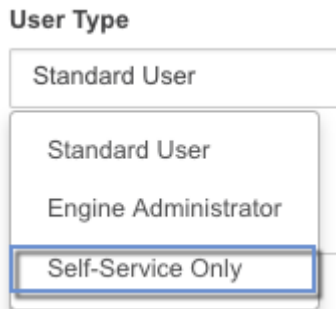 User Type
Standard User
Standard User
Engine Administrator
Self-Service Only